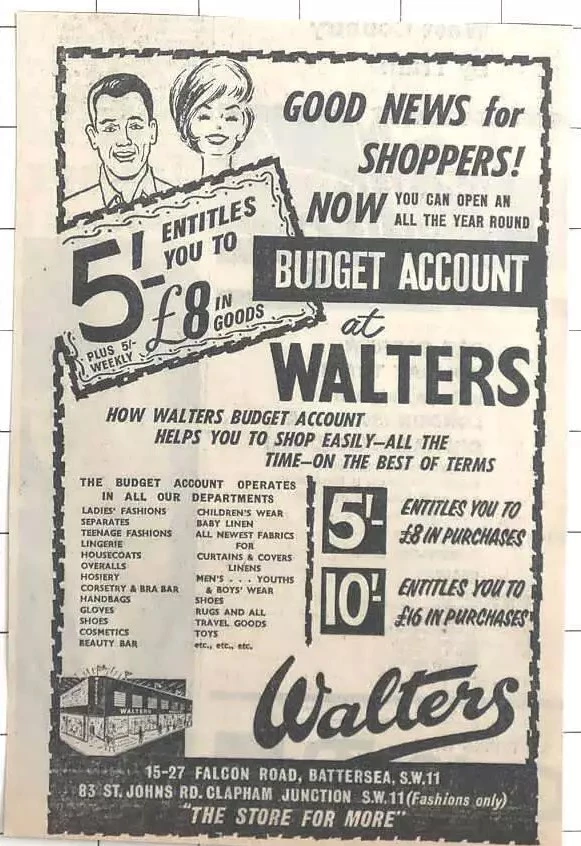 GOOD NEWS for
SHOPPERS!
NOW YOU CAN OPEN AN
ALL THE YEAR ROUND
BUDGET ACCOUNT
at
WALTERS
5/- ENTITLES
YOU TO
£8 IN
GOODS
PLUS 5/-
WEEKLY
HOW WALTERS BUDGET ACCOUNT
HELPS YOU TO SHOP EASILY—ALL THE
TIME—ON THE BEST OF TERMS
THE BUDGET ACCOUNT OPERATES
IN ALL OUR DEPARTMENTS
LADIES' FASHIONS
SEPARATES
TEENAGE FASHIONS
LINGERIE
HOUSECOATS
OVERALLS
HOSIERY
CORSETRY & BRA BAR
HANDBAGS
GLOVES
SHOES
COSMETICS
BEAUTY BAR
CHILDREN'S WEAR
BABY LINEN
ALL NEWEST FABRICS
FOR
CURTAINS & COVERS
LINENS
MEN'S . . . YOUTHS
& BOYS' WEAR
SHOES
RUGS AND ALL
TRAVEL GOODS
TOYS
etc., etc., etc.
5/- ENTITLES YOU TO
£8 IN PURCHASES
10/- ENTITLES YOU TO
£16 IN PURCHASES
WALTERS
Walters
15-27 FALCON ROAD, BATTERSEA, S.W.11
83 ST. JOHNS RD. CLAPHAM JUNCTION S.W.11 (Fashions only)
"THE STORE FOR MORE"